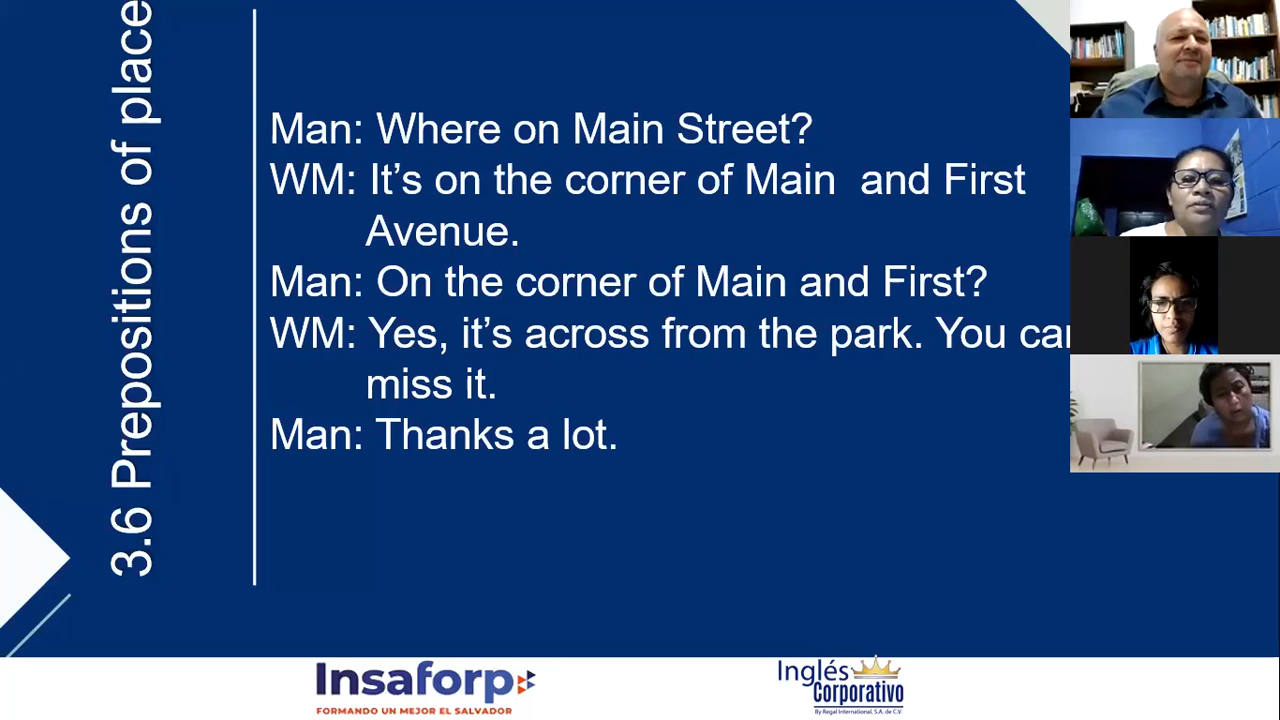 3.6 Prepositions of place
Man: Where on Main Street?
WM: It’s on the corner of Main and First
Avenue.
Man: On the corner of Main and First?
WM: Yes, it’s across from the park. You
miss it.
Man: Thanks a lot.
Insaforp
FORMANDO UN MEJOR EL SALVADOR
Inglés
Corporativo
By Regal International, S.A. de C.V.